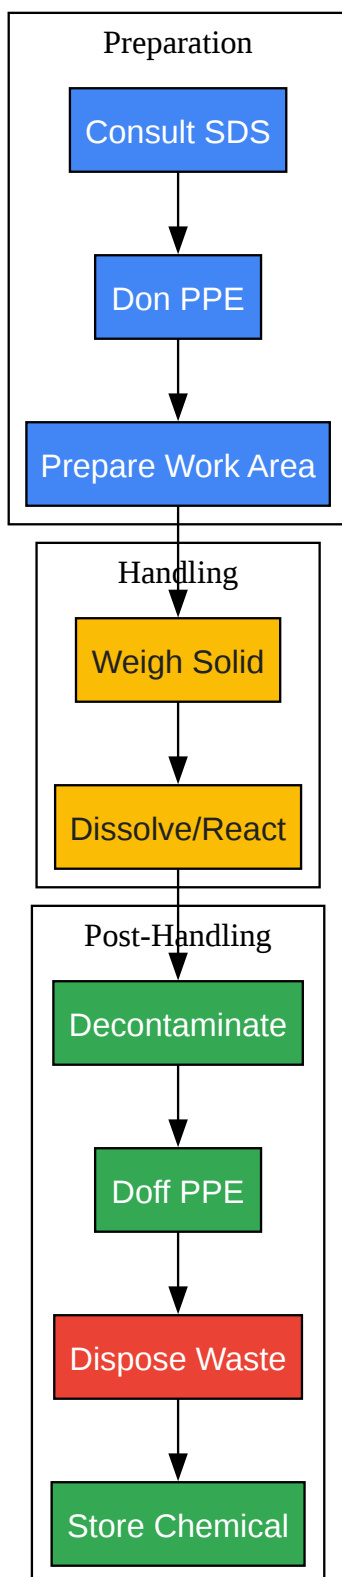 Preparation
Consult SDS
Don PPE
Prepare Work Area
Handling
Weigh Solid
Dissolve/React
Post-Handling
Decontaminate
Doff PPE
Dispose Waste
Store Chemical